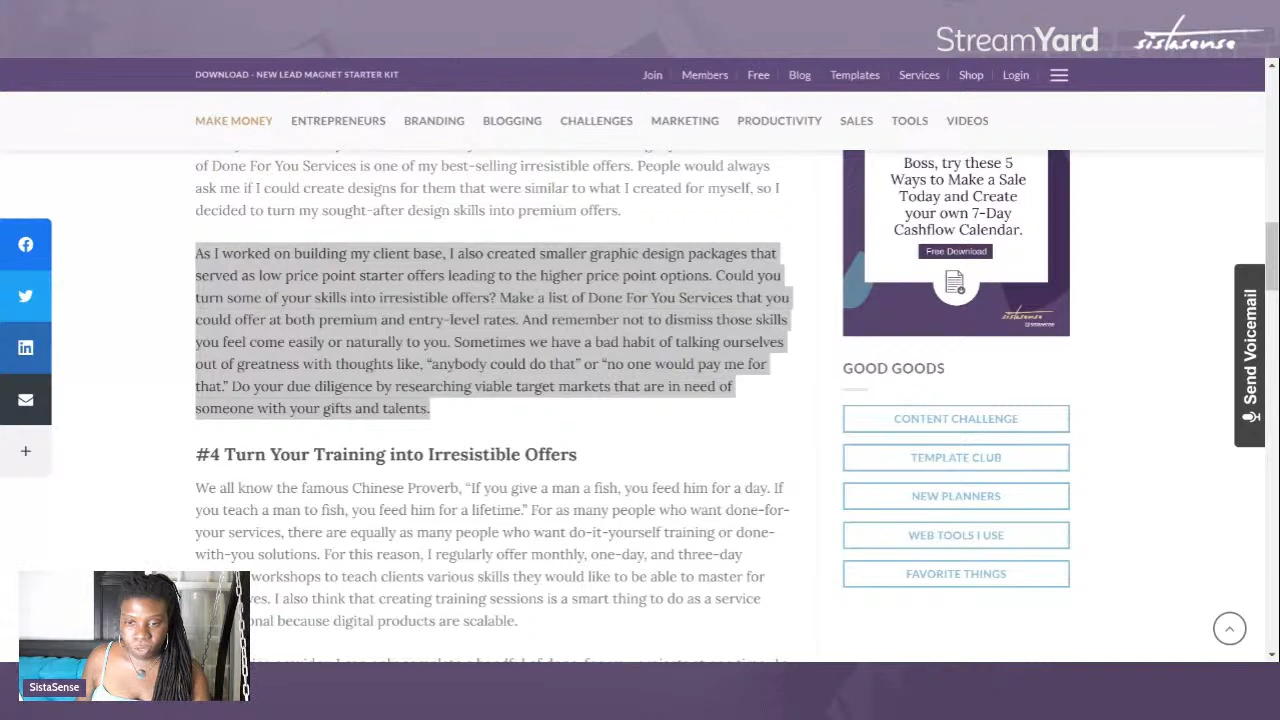 StreamYard
sistasense
DOWNLOAD - NEW LEAD MAGNET STARTER KIT
Join Members Free Blog Templates Services Shop Login
MAKE MONEY ENTREPRENEURS BRANDING BLOGGING CHALLENGES MARKETING PRODUCTIVITY SALES TOOLS VIDEOS
of Done For You Services is one of my best-selling irresistible offers. People would always
ask me if I could create designs for them that were similar to what I created for myself, so I
decided to turn my sought-after design skills into premium offers.
As I worked on building my client base, I also created smaller graphic design packages that
served as low price point starter offers leading to the higher price point options. Could you
turn some of your skills into irresistible offers? Make a list of Done For You Services that you
could offer at both premium and entry-level rates. And remember not to dismiss those skills
you feel come easily or naturally to you. Sometimes we have a bad habit of talking ourselves
out of greatness with thoughts like, “anybody could do that” or “no one would pay me for
that.” Do your due diligence by researching viable target markets that are in need of
someone with your gifts and talents.
#4 Turn Your Training into Irresistible Offers
We all know the famous Chinese Proverb, “If you give a man a fish, you feed him for a day. If
you teach a man to fish, you feed him for a lifetime.” For as many people who want done-for-
your services, there are equally as many people who want do-it-yourself training or done-
with-you solutions. For this reason, I regularly offer monthly, one-day, and three-day
workshops to teach clients various skills they would like to be able to master for
I also think that creating training sessions is a smart thing to do as a service
because digital products are scalable.
Boss, try these 5
Ways to Make a Sale
Today and Create
your own 7-Day
Cashflow Calendar.
Free Download
sistasense
@sistasense
GOOD GOODS
CONTENT CHALLENGE
TEMPLATE CLUB
NEW PLANNERS
WEB TOOLS I USE
FAVORITE THINGS
Send Voicemail
SistaSense